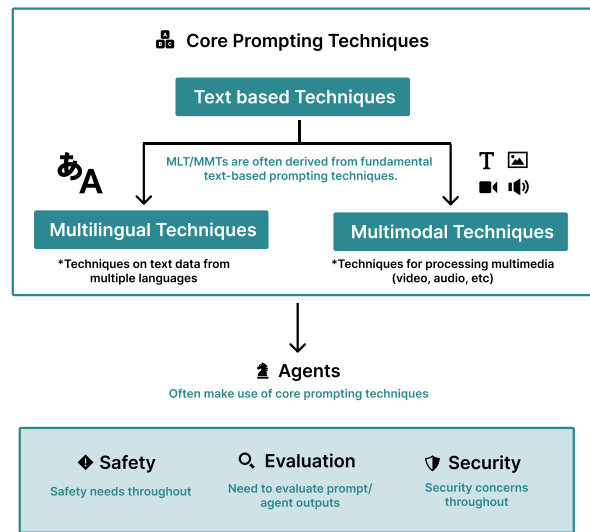 Core Prompting Techniques
Text based Techniques
MLT/MMTs are often derived from fundamental
text-based prompting techniques.
あA
T
Multilingual Techniques
Multimodal Techniques
*Techniques on text data from
multiple languages
*Techniques for processing multimedia
(video, audio, etc)
Agents
Often make use of core prompting techniques
Safety
Evaluation
Security
Safety needs throughout
Need to evaluate prompt/
agent outputs
Security concerns
throughout